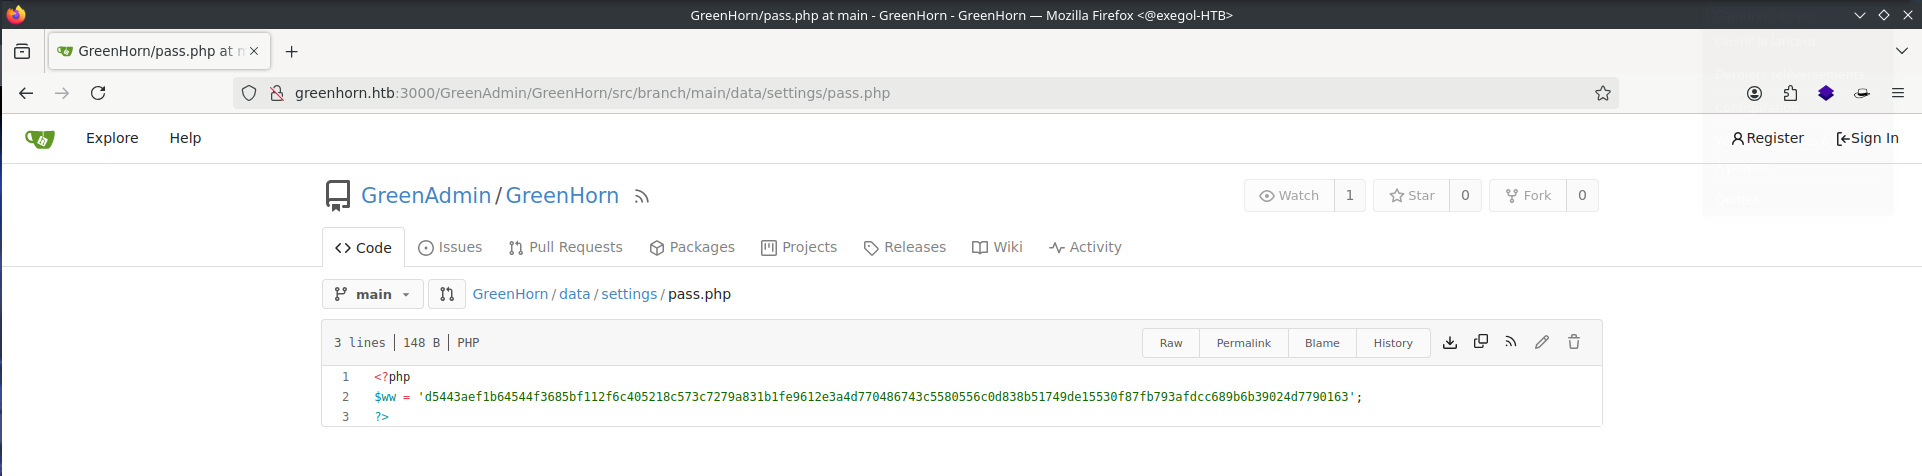 GreenHorn/pass.php at main - GreenHorn - GreenHorn — Mozilla Firefox <@exegol-HTB>
GreenHorn/pass.php at
greenhorn.htb:3000/GreenAdmin/GreenHorn/src/branch/main/data/settings/pass.php
Explore Help Register Sign In
GreenAdmin/GreenHorn Watch 1 Star 0 Fork 0
Code Issues Pull Requests Packages Projects Releases Wiki Activity
main GreenHorn/data/settings/pass.php
3 lines 148 B PHP Raw Permalink Blame History
1 <?php
2 $ww = 'd5443aef1b64544f3685bf112f6c405218c573c7279a831b1fe9612e3a4d770486743c5580556c0d838b51749de15530f87fb793afdcc689b6b39024d7790163';
3 ?>